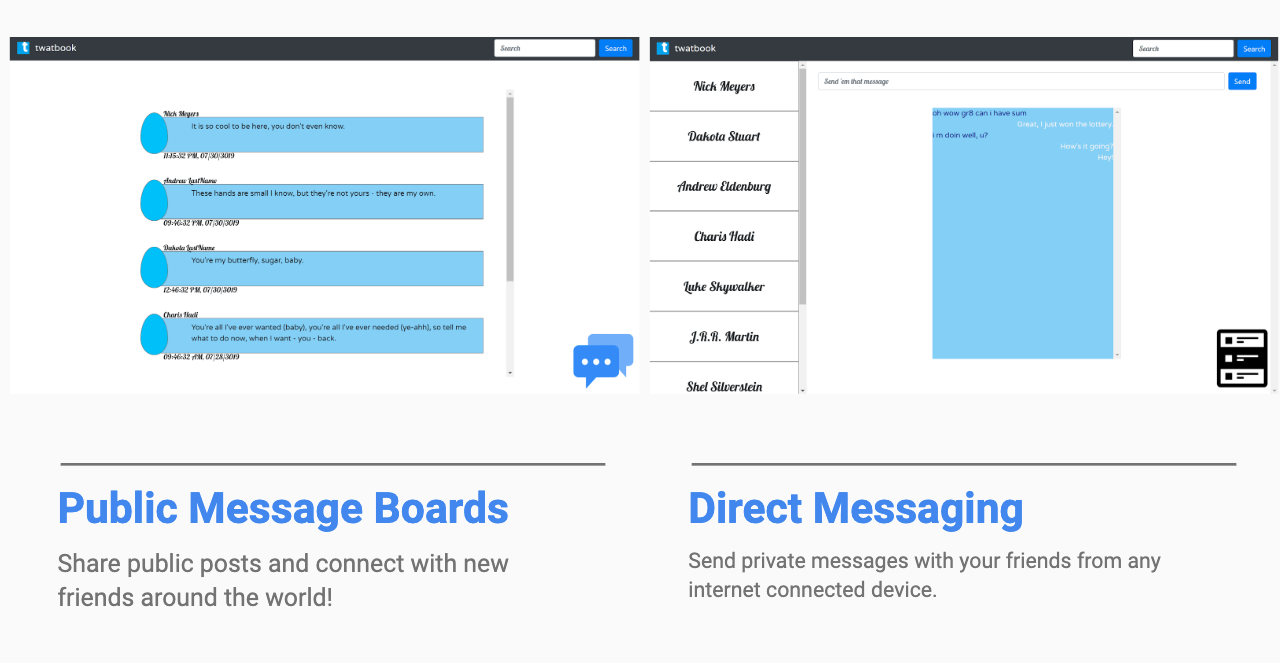 twatbook
Search
Search
Nick Meyers
It is so cool to be here, you don't even know.
11:15:32 PM, 07/30/3019
Andrew LastName
These hands are small I know, but they're not yours - they are my own.
09:46:32 PM, 07/30/3019
Dakota LastName
You're my butterfly, sugar, baby.
12:46:32 PM, 07/30/3019
Charis Hadi
You're all I've ever wanted (baby), you're all I've ever needed (ye-ahh), so tell me
what to do now, when I want - you - back.
09:46:32 AM, 07/28/3019
twatbook
Search
Search
Nick Meyers
Dakota Stuart
Andrew Eldenburg
Charis Hadi
Luke Skywalker
J.R.R. Martin
Shel Silverstein
Send 'em that message
Send
oh wow gr8 can i have sum
Great, I just won the lottery.
i m doin well, u?
How's it going?
Hey!
Public Message Boards
Share public posts and connect with new
friends around the world!
Direct Messaging
Send private messages with your friends from any
internet connected device.